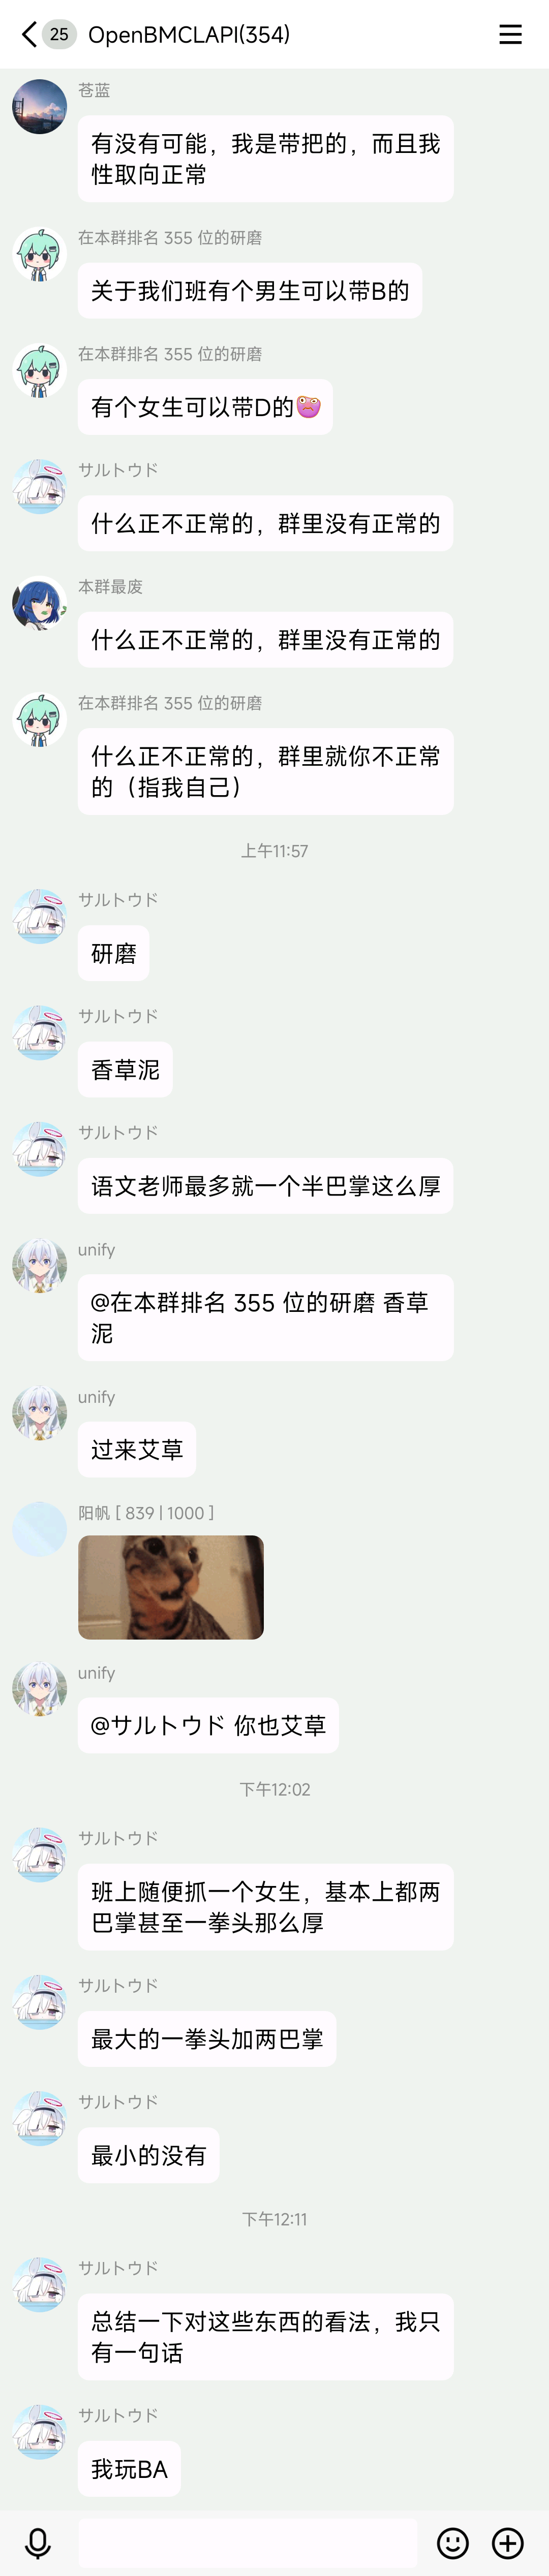 25 OpenBMCLAPI(354)
苍蓝
有没有可能，我是带把的，而且我
性取向正常
在本群排名 355 位的研磨
关于我们班有个男生可以带B的
在本群排名 355 位的研磨
有个女生可以带D的
サルトウド
什么正不正常的，群里没有正常的
本群最废
什么正不正常的，群里没有正常的
在本群排名 355 位的研磨
什么正不正常的，群里就你不正常
的（指我自己）
上午11:57
サルトウド
研磨
サルトウド
香草泥
サルトウド
语文老师最多就一个半巴掌这么厚
unify
@在本群排名 355 位的研磨 香草
泥
unify
过来艾草
阳帆 [ 839 | 1000 ]
unify
@サルトウド 你也艾草
下午12:02
サルトウド
班上随便抓一个女生，基本上都两
巴掌甚至一拳头那么厚
サルトウド
最大的一拳头加两巴掌
サルトウド
最小的没有
下午12:11
サルトウド
总结一下对这些东西的看法，我只
有一句话
サルトウド
我玩BA